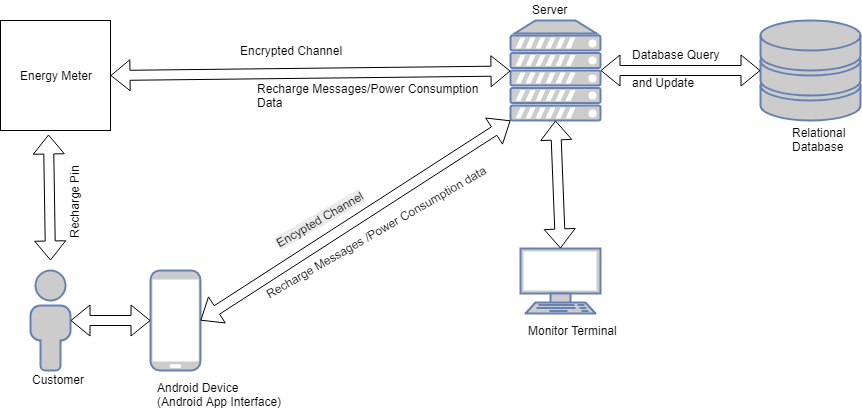 Server
Encrypted Channel
Database Query
Energy Meter
Recharge Messages/Power Consumption
Data
and Update
Relational
Database
Recharge Pin
Encypted Channel
Recharge Messages /Power Consumption data
Monitor Terminal
Customer
Android Device
(Android App Interface)